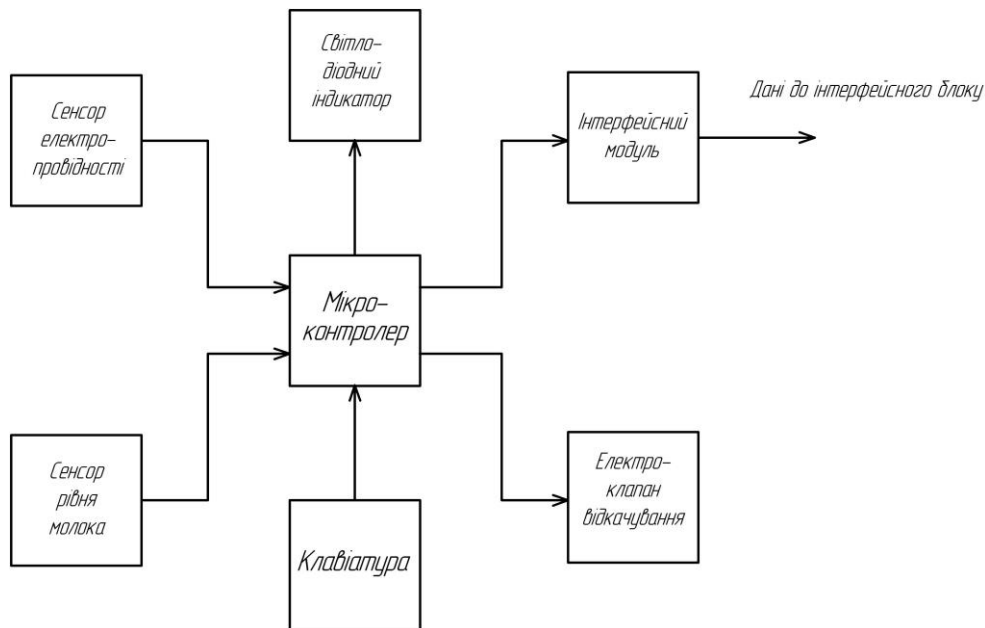 Світло-
діодний
індикатор
Сенсор
електро-
провідності
Інтерфейсний
модуль
Дані до інтерфейсного блоку
Мікро-
контролер
Сенсор
рівня
молока
Клавіатура
Електро-
клапан
відкачування